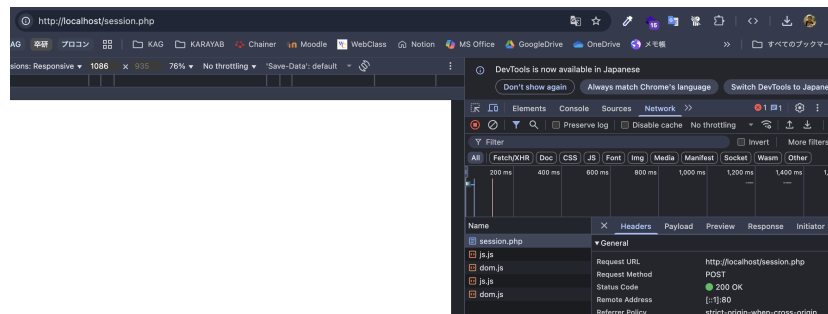 http://localhost/session.php
AG 卒研 プロコン KAG KARAYAB Chainer Moodle WebClass Notion MS Office GoogleDrive OneDrive メモ帳 » すべてのブックマー
sions: Responsive ▾ 1086 × 935 76% ▾ No throttling ▾ 'Save-Data': default
DevTools is now available in Japanese
Don't show again Always match Chrome's language Switch DevTools to Japane
Elements Console Sources Network » 1 1
Preserve log Disable cache No throttling
Filter Invert More filters
All Fetch/XHR Doc CSS JS Font Img Media Manifest Socket Wasm Other
200 ms 400 ms 600 ms 800 ms 1,000 ms 1,200 ms 1,400 ms 1,
Name × Headers Payload Preview Response Initiator
session.php ▾ General
js.js Request URL http://localhost/session.php
dom.js Request Method POST
js.js Status Code 200 OK
dom.js Remote Address [::1]:80
Referrer Policy strict-origin-when-cross-origin